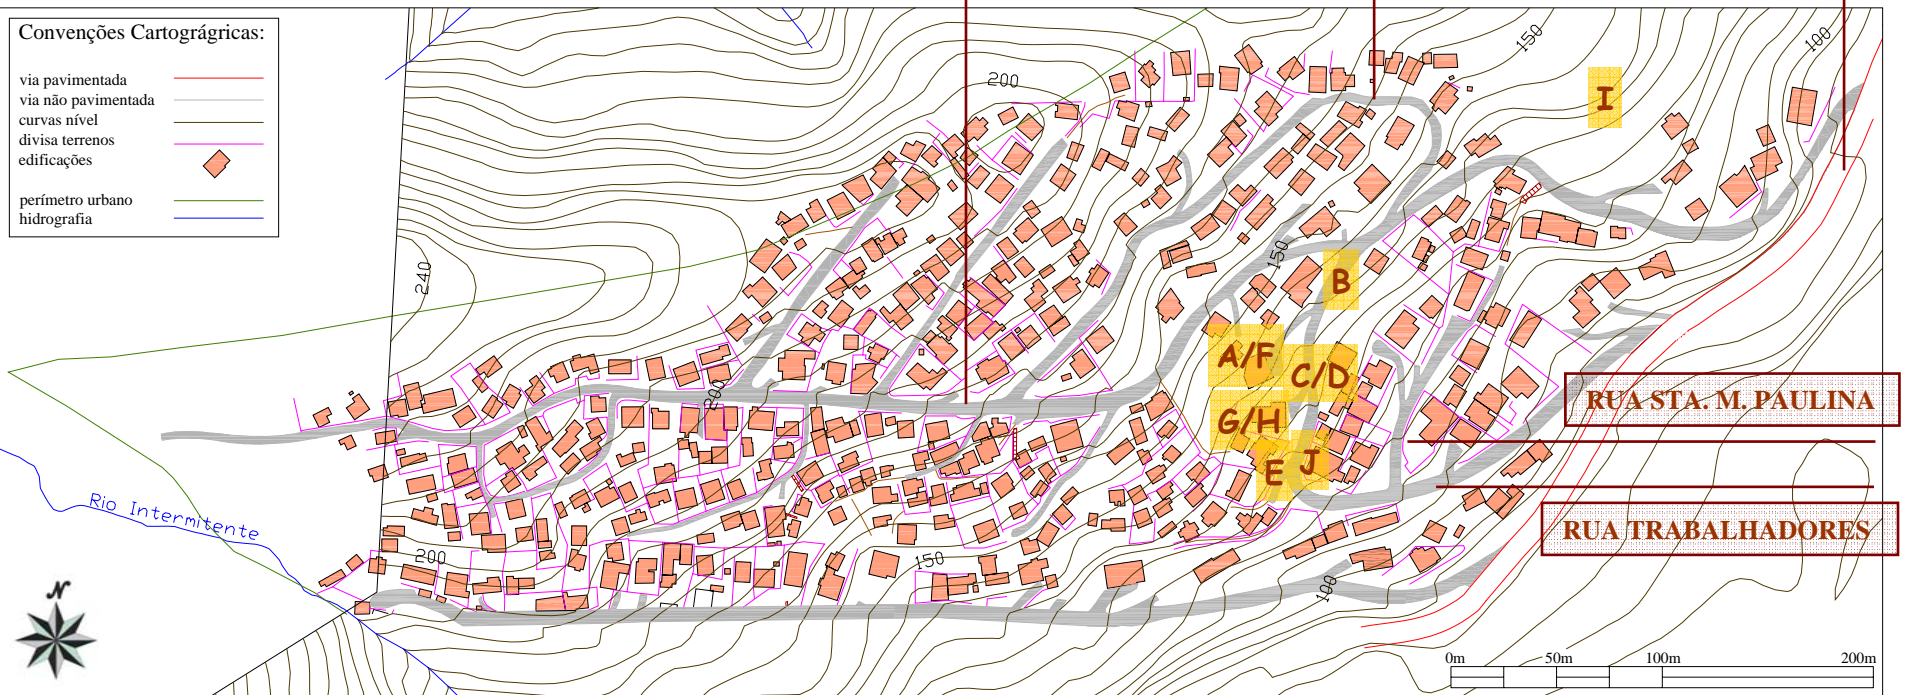 Convenções Cartográgricas:
via pavimentada
via não pavimentada
curvas nível
divisa terrenos
edificações
perímetro urbano
hidrografia
200
150
100
I
240
150
B
A/F
C/D
200
G/H
E
J
RUA STA. M. PAULINA
Rio Intermitente
200
150
100
RUA TRABALHADORES
N
0m 50m 100m 200m